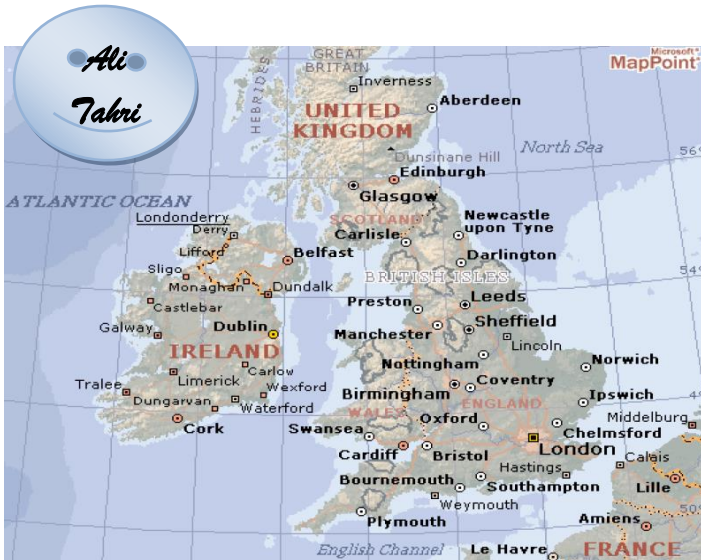 Ali
Tahri
Microsoft®
MapPoint®
GREAT
BRITAIN
HEBRIDES
Inverness
UNITED
KINGDOM
Aberdeen
Dunsinane Hill
North Sea
56°
Edinburgh
Glasgow
ATLANTIC OCEAN
SCOTLAND
Londonderry
Derry
Newcastle
upon Tyne
Carlisle
Lifford
Belfast
Darlington
Sligo
BRITISH ISLES
54°
Monaghan
Dundalk
Castlebar
Preston
Leeds
Galway
Dublin
Manchester
Sheffield
Lincoln
IRELAND
Nottingham
Norwich
Carlow
Tralee
Limerick
Coventry
Wexford
Birmingham
Ipswich
Dungarvan
Waterford
WALES
ENGLAND
Middelburg
Cork
Swansea
Oxford
Chelmsford
Cardiff
Bristol
London
Calais
Hastings
Bournemouth
Southampton
Lille
Weymouth
50°
Plymouth
Amiens
English Channel
Le Havre
FRANCE